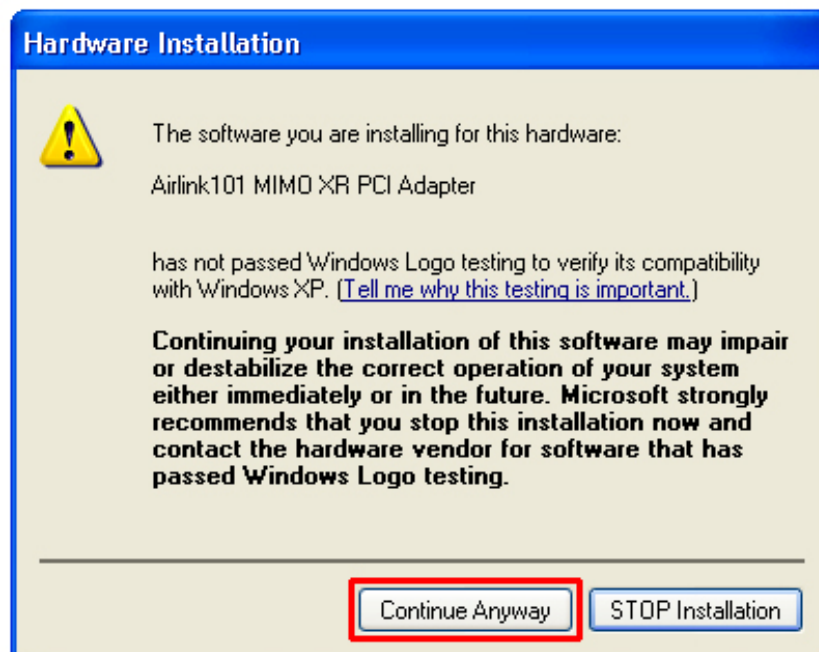 Hardware Installation
The software you are installing for this hardware:
Airlink101 MIMO XR PCI Adapter
has not passed Windows Logo testing to verify its compatibility
with Windows XP. (Tell me why this testing is important.)
Continuing your installation of this software may impair
or destabilize the correct operation of your system
either immediately or in the future. Microsoft strongly
recommends that you stop this installation now and
contact the hardware vendor for software that has
passed Windows Logo testing.
Continue Anyway STOP Installation